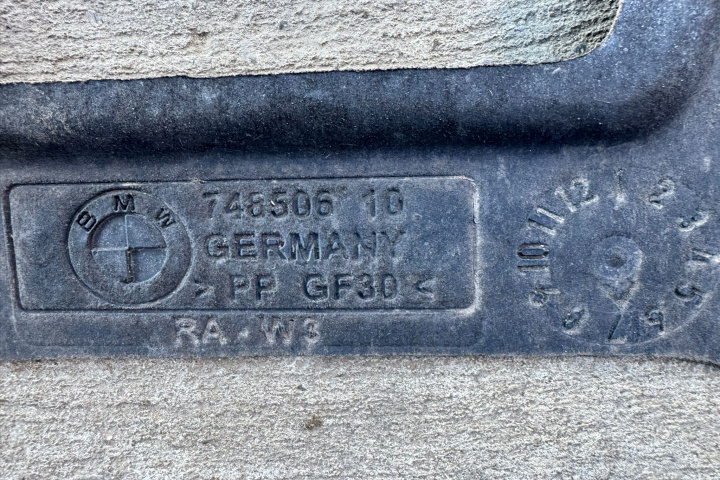 BMW
748506 10
GERMANY
> PP GF30 <
RA - W3
1 2 3 4 5 6 7 8 9 10 11 12